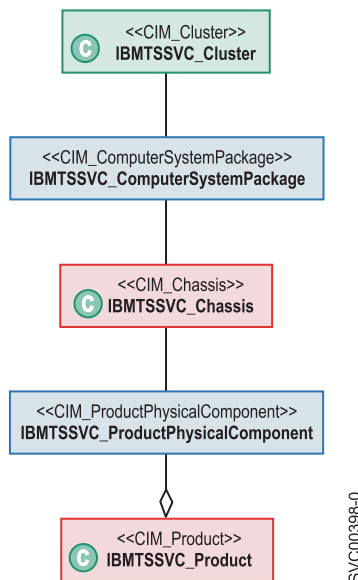 <<CIM_Cluster>>
C
IBMTSSVC_Cluster
<<CIM_ComputerSystemPackage>>
IBMTSSVC_ComputerSystemPackage
<<CIM_Chassis>>
C
IBMTSSVC_Chassis
<<CIM_ProductPhysicalComponent>>
IBMTSSVC_ProductPhysicalComponent
<<CIM_Product>>
C
IBMTSSVC_Product
SVC00398-0